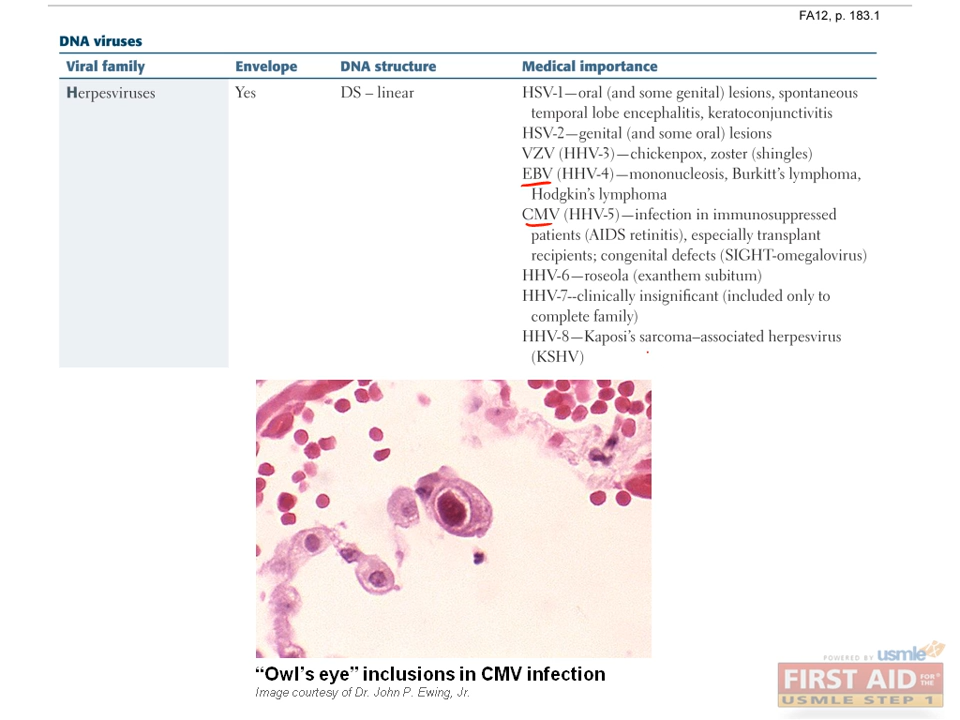 FA12, p. 183.1
DNA viruses
Viral family Envelope DNA structure Medical importance
Herpesviruses Yes DS – linear HSV-1—oral (and some genital) lesions, spontaneous
temporal lobe encephalitis, keratoconjunctivitis
HSV-2—genital (and some oral) lesions
VZV (HHV-3)—chickenpox, zoster (shingles)
EBV (HHV-4)—mononucleosis, Burkitt's lymphoma,
Hodgkin's lymphoma
CMV (HHV-5)—infection in immunosuppressed
patients (AIDS retinitis), especially transplant
recipients; congenital defects (SIGHT-omegalovirus)
HHV-6—roseola (exanthem subitum)
HHV-7--clinically insignificant (included only to
complete family)
HHV-8—Kaposi's sarcoma–associated herpesvirus
(KSHV)
“Owl's eye” inclusions in CMV infection
Image courtesy of Dr. John P. Ewing, Jr.
POWERED BY usmle
FIRST AID FOR THE
USMLE STEP 1